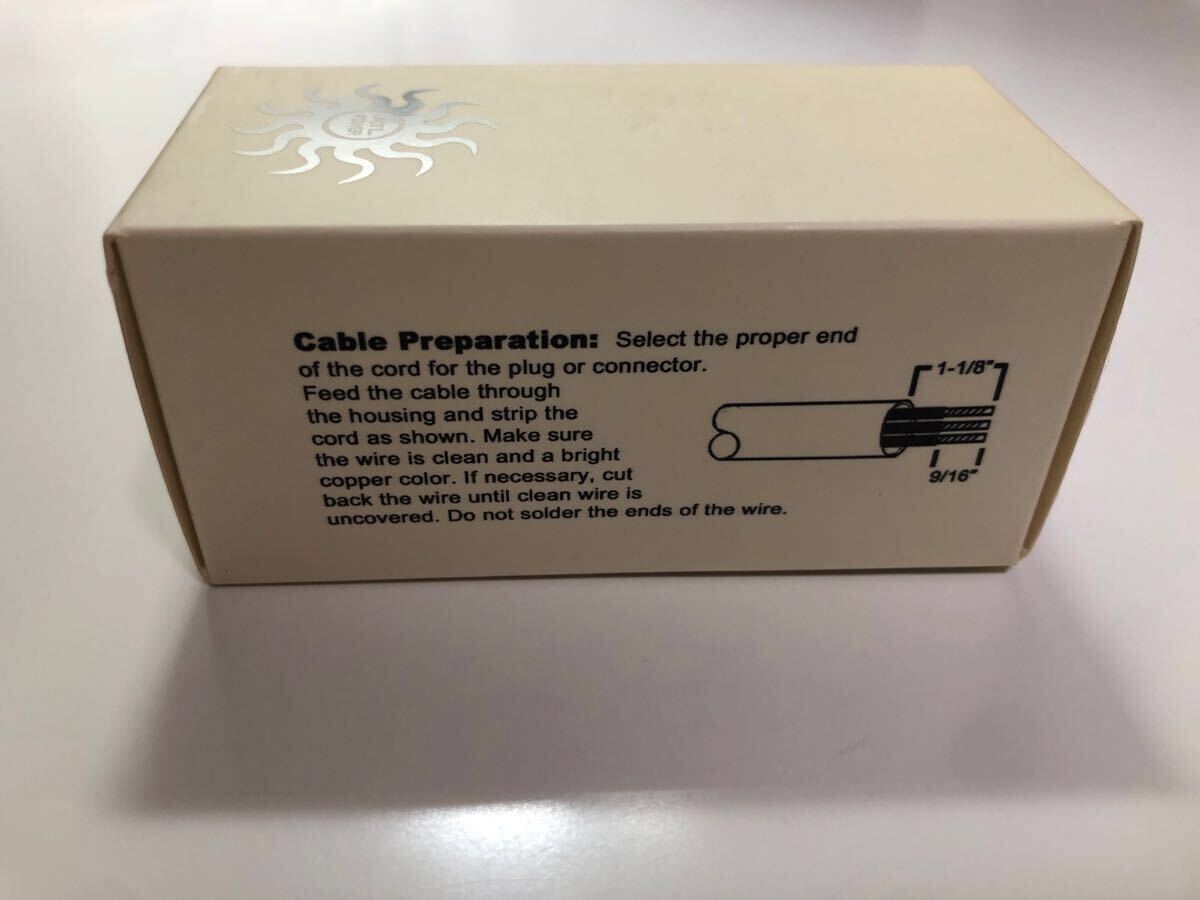 Cable Preparation: Select the proper end
of the cord for the plug or connector.
Feed the cable through
the housing and strip the
cord as shown. Make sure
the wire is clean and a bright
copper color. If necessary, cut
back the wire until clean wire is
uncovered. Do not solder the ends of the wire.
1-1/8"
9/16"